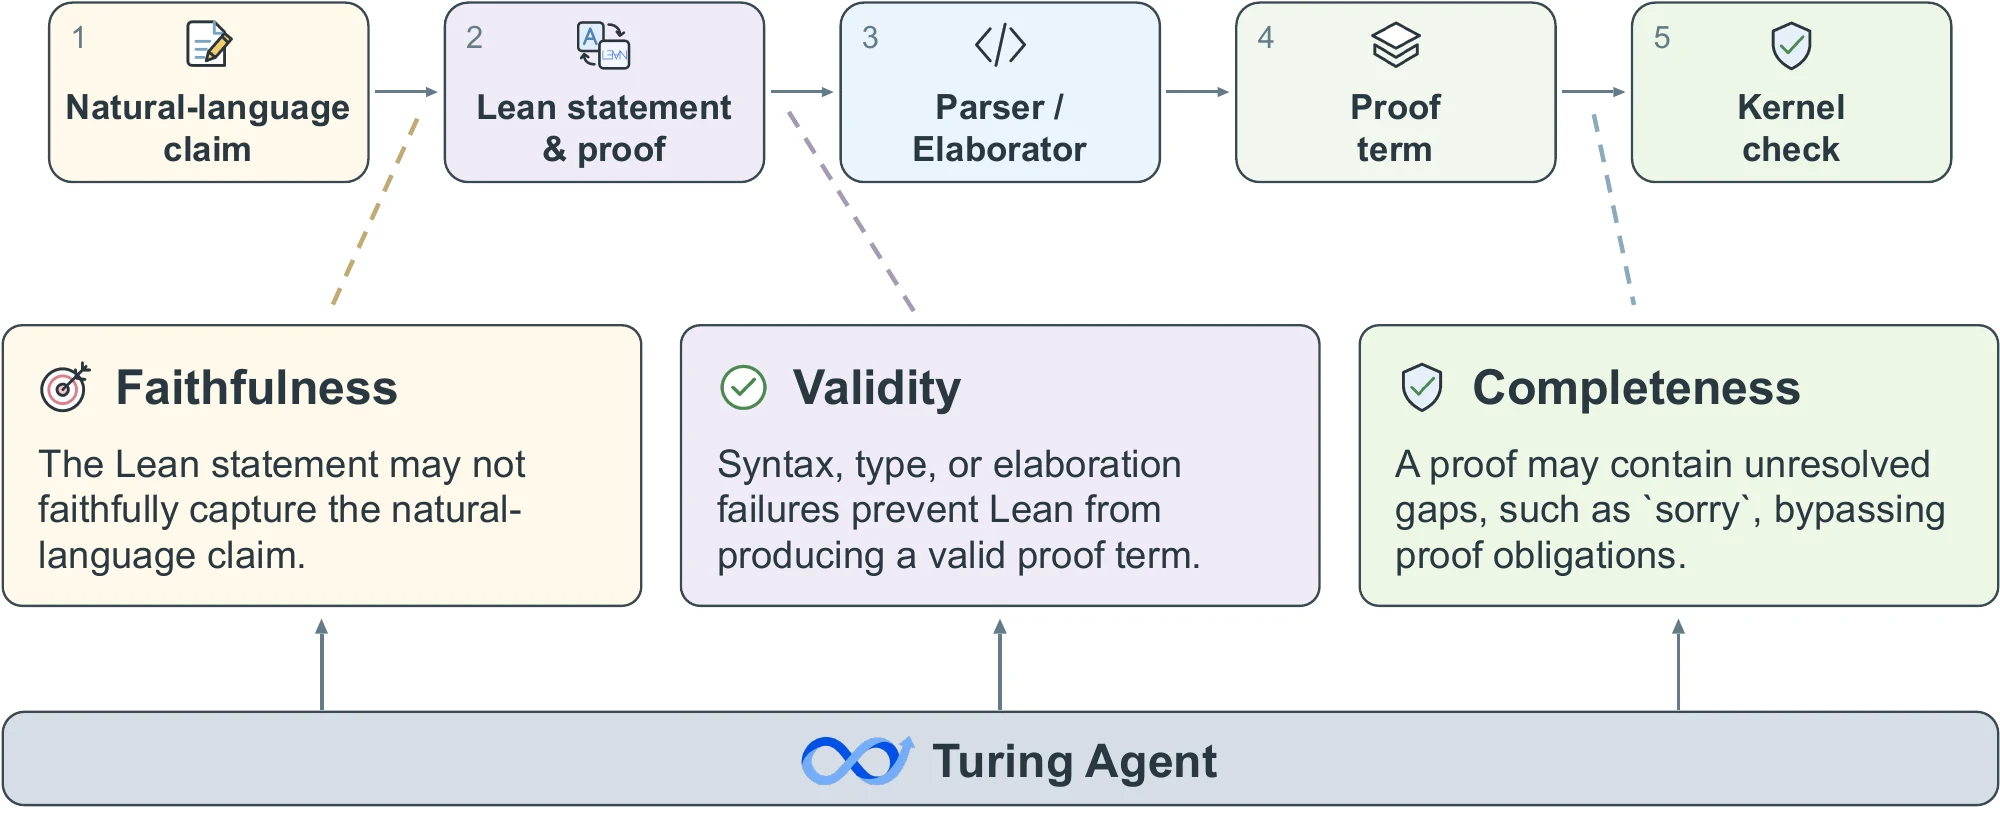 1
Natural-language
claim
2
A
LEAN
Lean statement
& proof
3
Parser /
Elaborator
4
Proof
term
5
Kernel
check
Faithfulness
The Lean statement may not
faithfully capture the natural-
language claim.
Validity
Syntax, type, or elaboration
failures prevent Lean from
producing a valid proof term.
Completeness
A proof may contain unresolved
gaps, such as `sorry`, bypassing
proof obligations.
Turing Agent